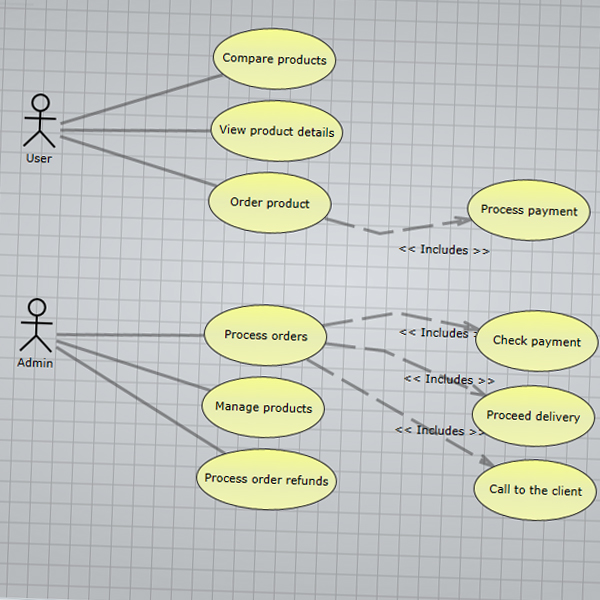 Compare products
User
View product details
Order product
Process payment
<< Includes >>
Admin
Process orders
<< Includes
Check payment
<< Includes >>
Manage products
Proceed delivery
<< Includes >>
Process order refunds
Call to the client